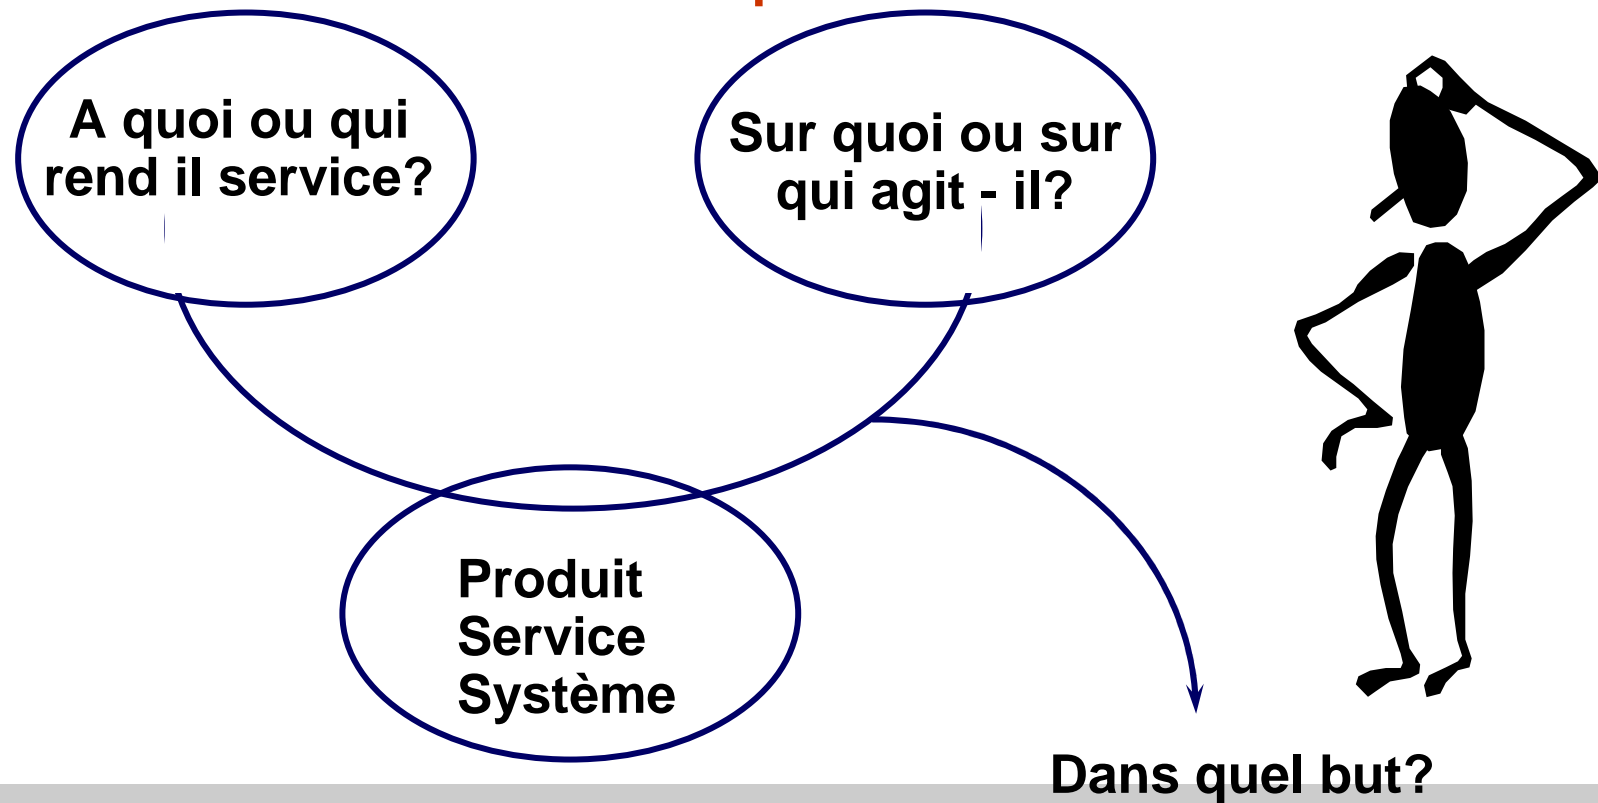 A quoi ou qui
rend il service?
Sur quoi ou sur
qui agit - il?
Produit
Service
Système
Dans quel but?